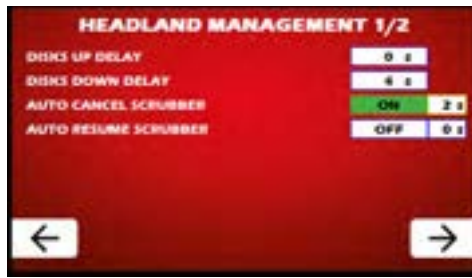 HEADLAND MANAGEMENT 1/2
DISKS UP DELAY 0 s
DISKS DOWN DELAY 4 s
AUTO CANCEL SCRUBBER ON 2 s
AUTO RESUME SCRUBBER OFF 0 s